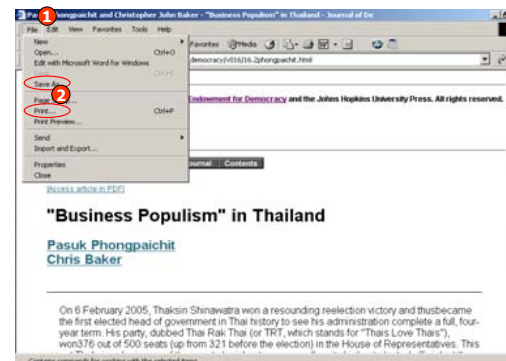 Pa 1 hongpaichit and Christopher John Baker - "Business Populism" in Thailand - Journal of De
File Edit View Favorites Tools Help
New
Open... Ctrl+O
Edit with Microsoft Word for Windows
Save As...
2
Page
Print... Ctrl+P
Print Preview...
Send
Import and Export...
Properties
Close
Favorites Media
democracy/v016/16.2phongpaichit.html
Endowment for Democracy and the Johns Hopkins University Press. All rights reserved.
ournal Contents
[Access article in PDF]
"Business Populism" in Thailand
Pasuk Phongpaichit
Chris Baker
On 6 February 2005, Thaksin Shinawatra won a resounding reelection victory and thusbecame
the first elected head of government in Thai history to see his administration complete a full, four-
year term. His party, dubbed Thai Rak Thai (or TRT, which stands for "Thais Love Thais"),
won376 out of 500 seats (up from 321 before the election) in the House of Representatives. This